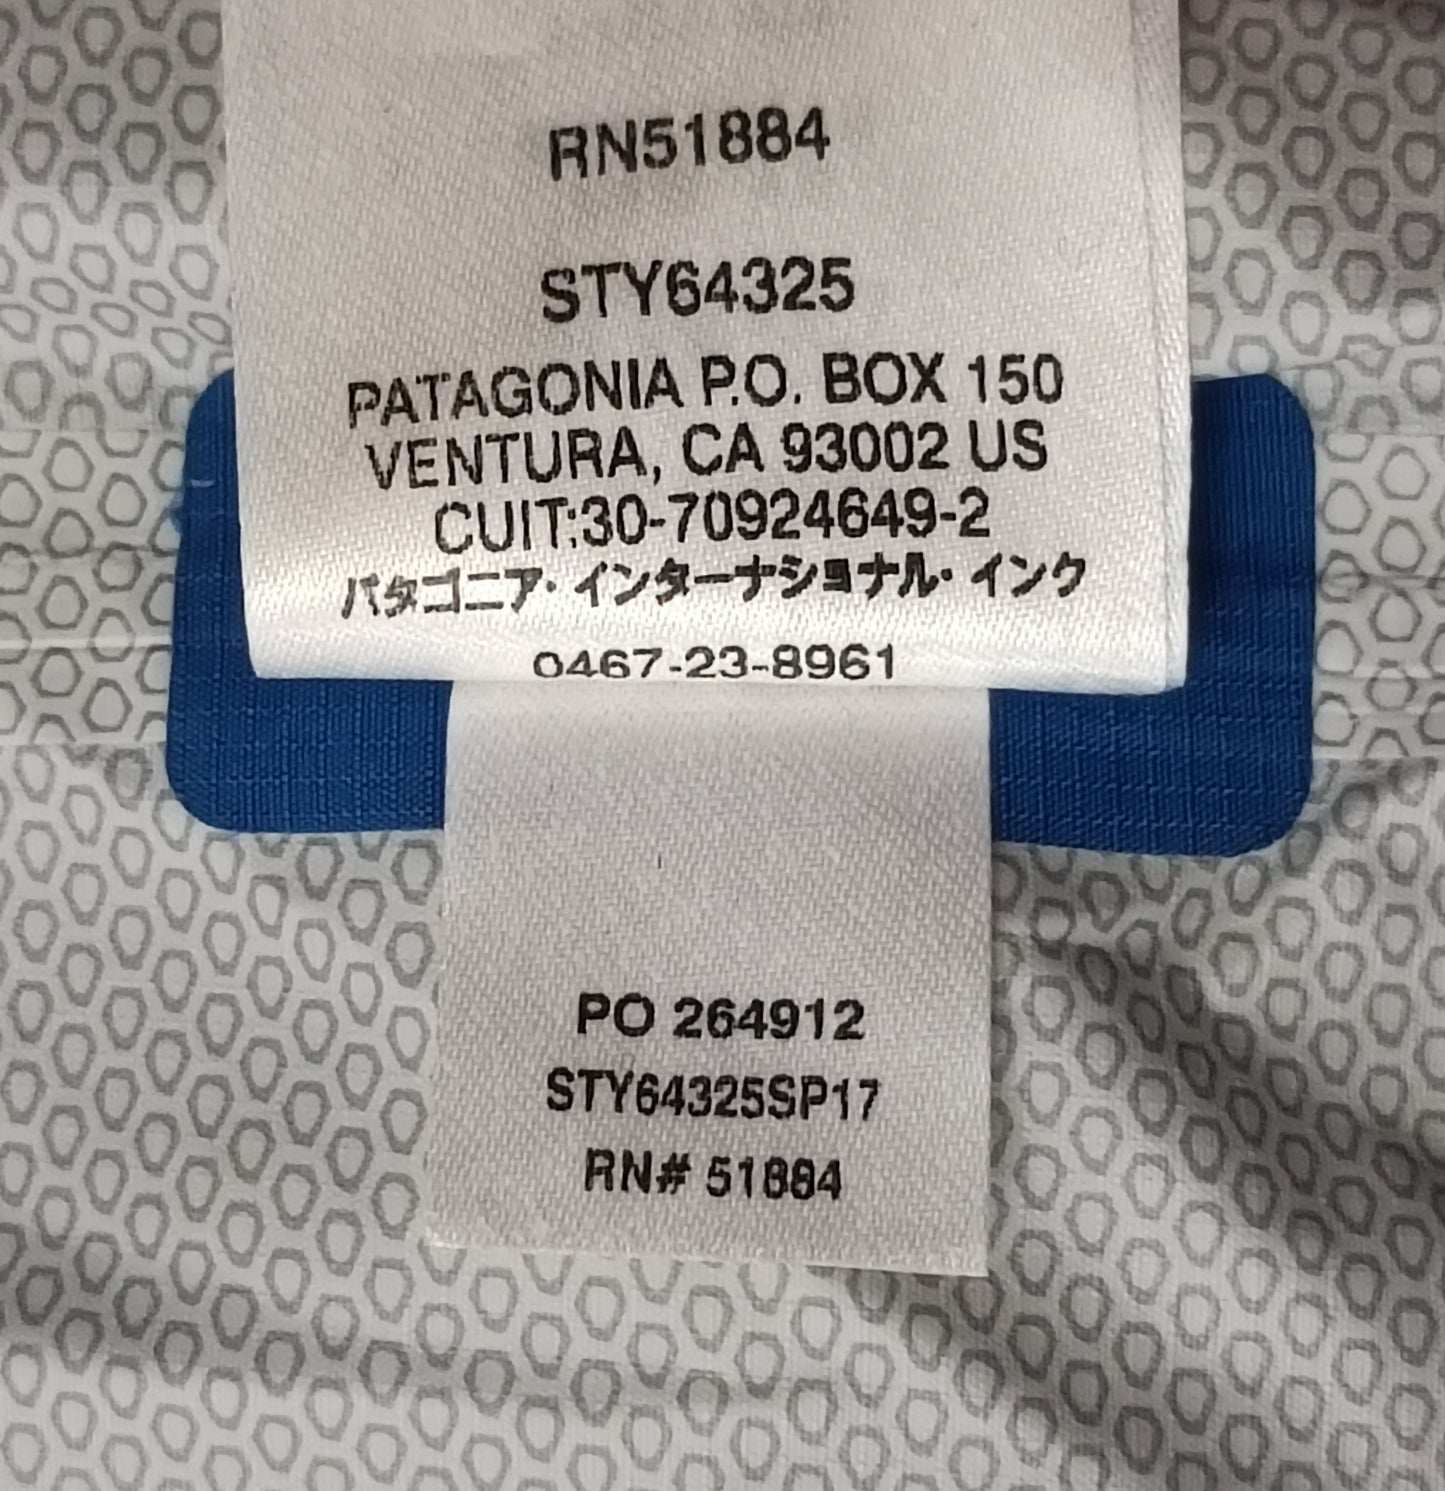 RN51884
STY64325
PATAGONIA P.O. BOX 150
VENTURA, CA 93002 US
CUIT:30-70924649-2
パタゴニア・インターナショナル・インク
0467-23-8961
PO 264912
STY64325SP17
RN# 51884